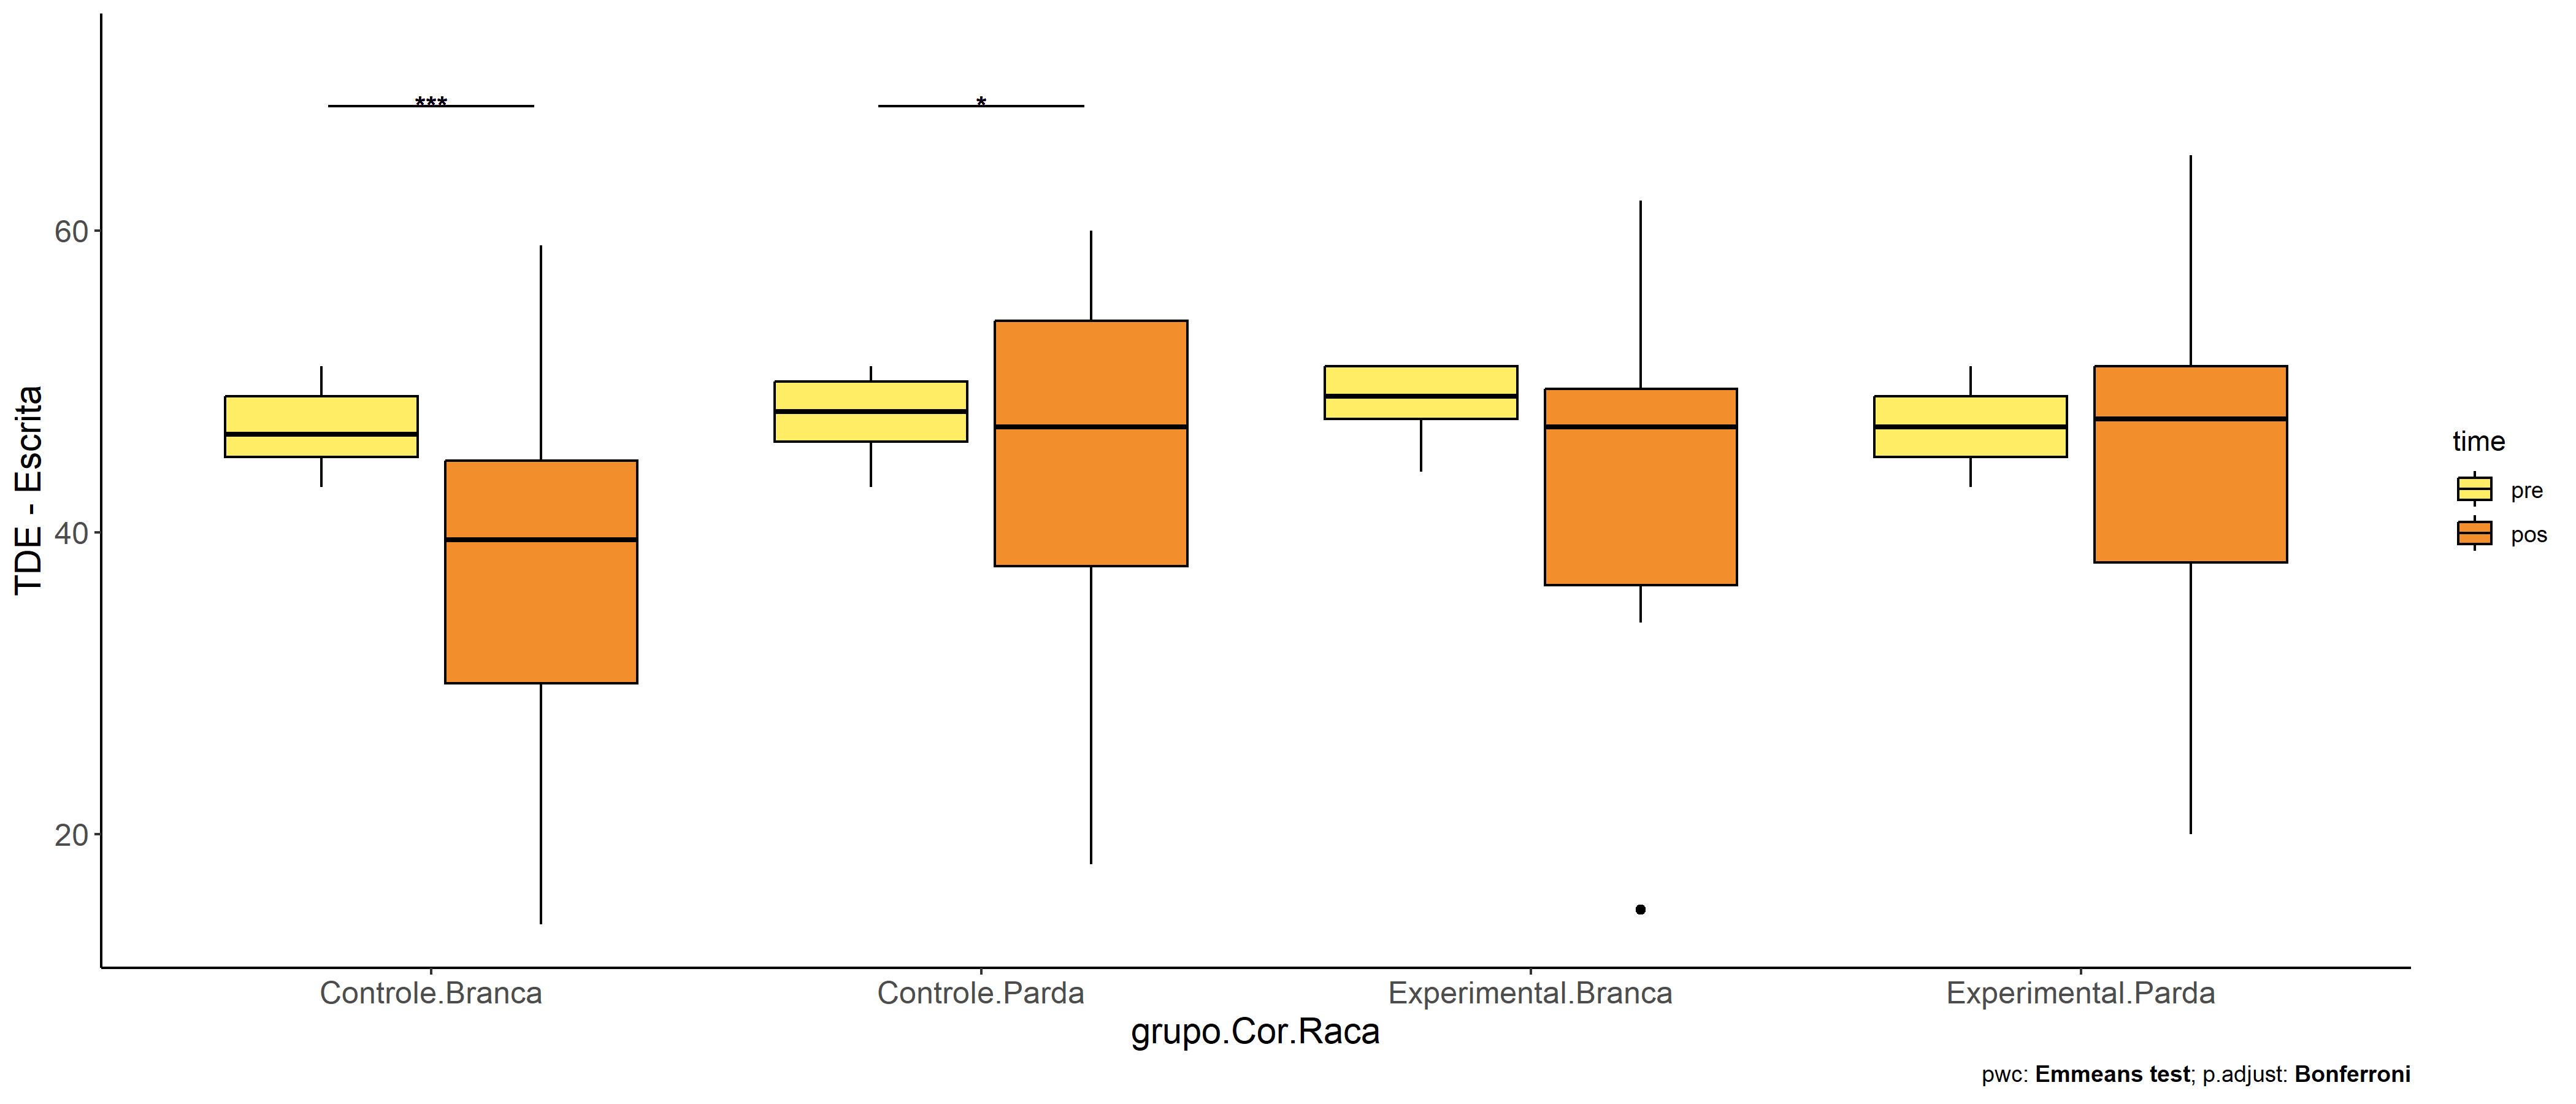 ***
*
TDE - Escrita
60
40
20
Controle.Branca
Controle.Parda
Experimental.Branca
Experimental.Parda
grupo.Cor.Raca
time
pre
pos
pwc: Emmeans test; p.adjust: Bonferroni